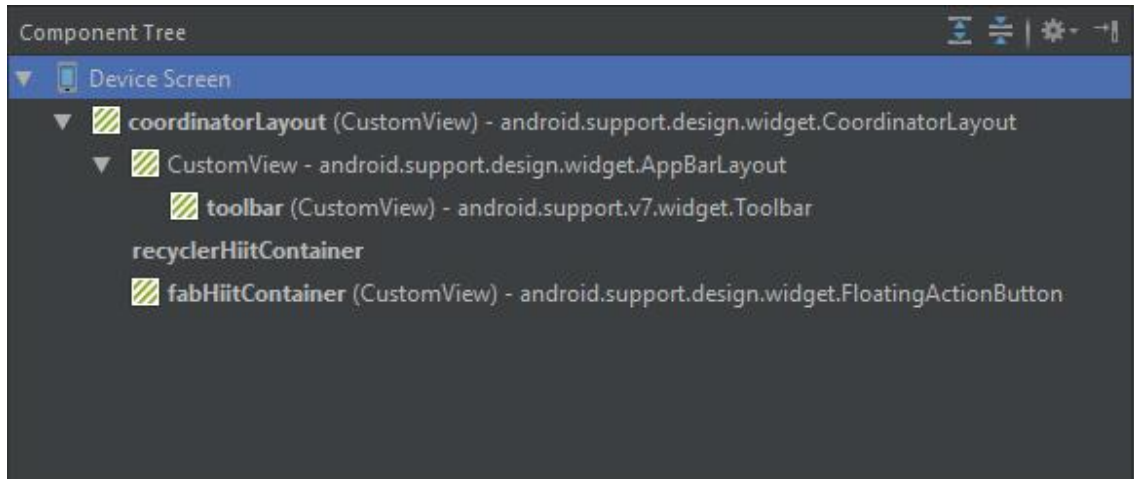 Component Tree
Device Screen
coordinatorLayout (CustomView) - android.support.design.widget.CoordinatorLayout
CustomView - android.support.design.widget.AppBarLayout
toolbar (CustomView) - android.support.v7.widget.Toolbar
recyclerHiitContainer
fabHiitContainer (CustomView) - android.support.design.widget.FloatingActionButton